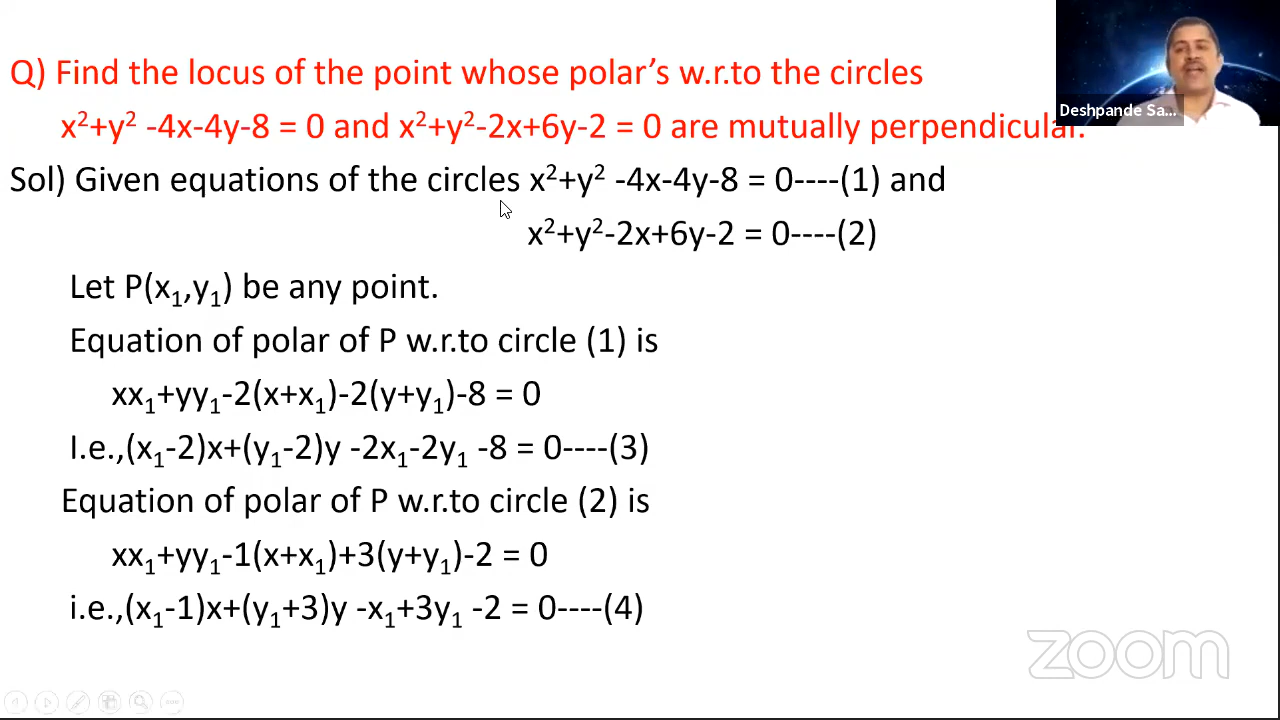 Q) Find the locus of the point whose polar’s w.r.to the circles
x²+y² -4x-4y-8 = 0 and x²+y²-2x+6y-2 = 0 are mutually perpendicular.
Deshpande Sa...
Sol) Given equations of the circles x²+y² -4x-4y-8 = 0----(1) and
x²+y²-2x+6y-2 = 0----(2)
Let P(x₁,y₁) be any point.
Equation of polar of P w.r.to circle (1) is
xx₁+yy₁-2(x+x₁)-2(y+y₁)-8 = 0
I.e.,(x₁-2)x+(y₁-2)y -2x₁-2y₁ -8 = 0----(3)
Equation of polar of P w.r.to circle (2) is
xx₁+yy₁-1(x+x₁)+3(y+y₁)-2 = 0
i.e.,(x₁-1)x+(y₁+3)y -x₁+3y₁ -2 = 0----(4)
zoom